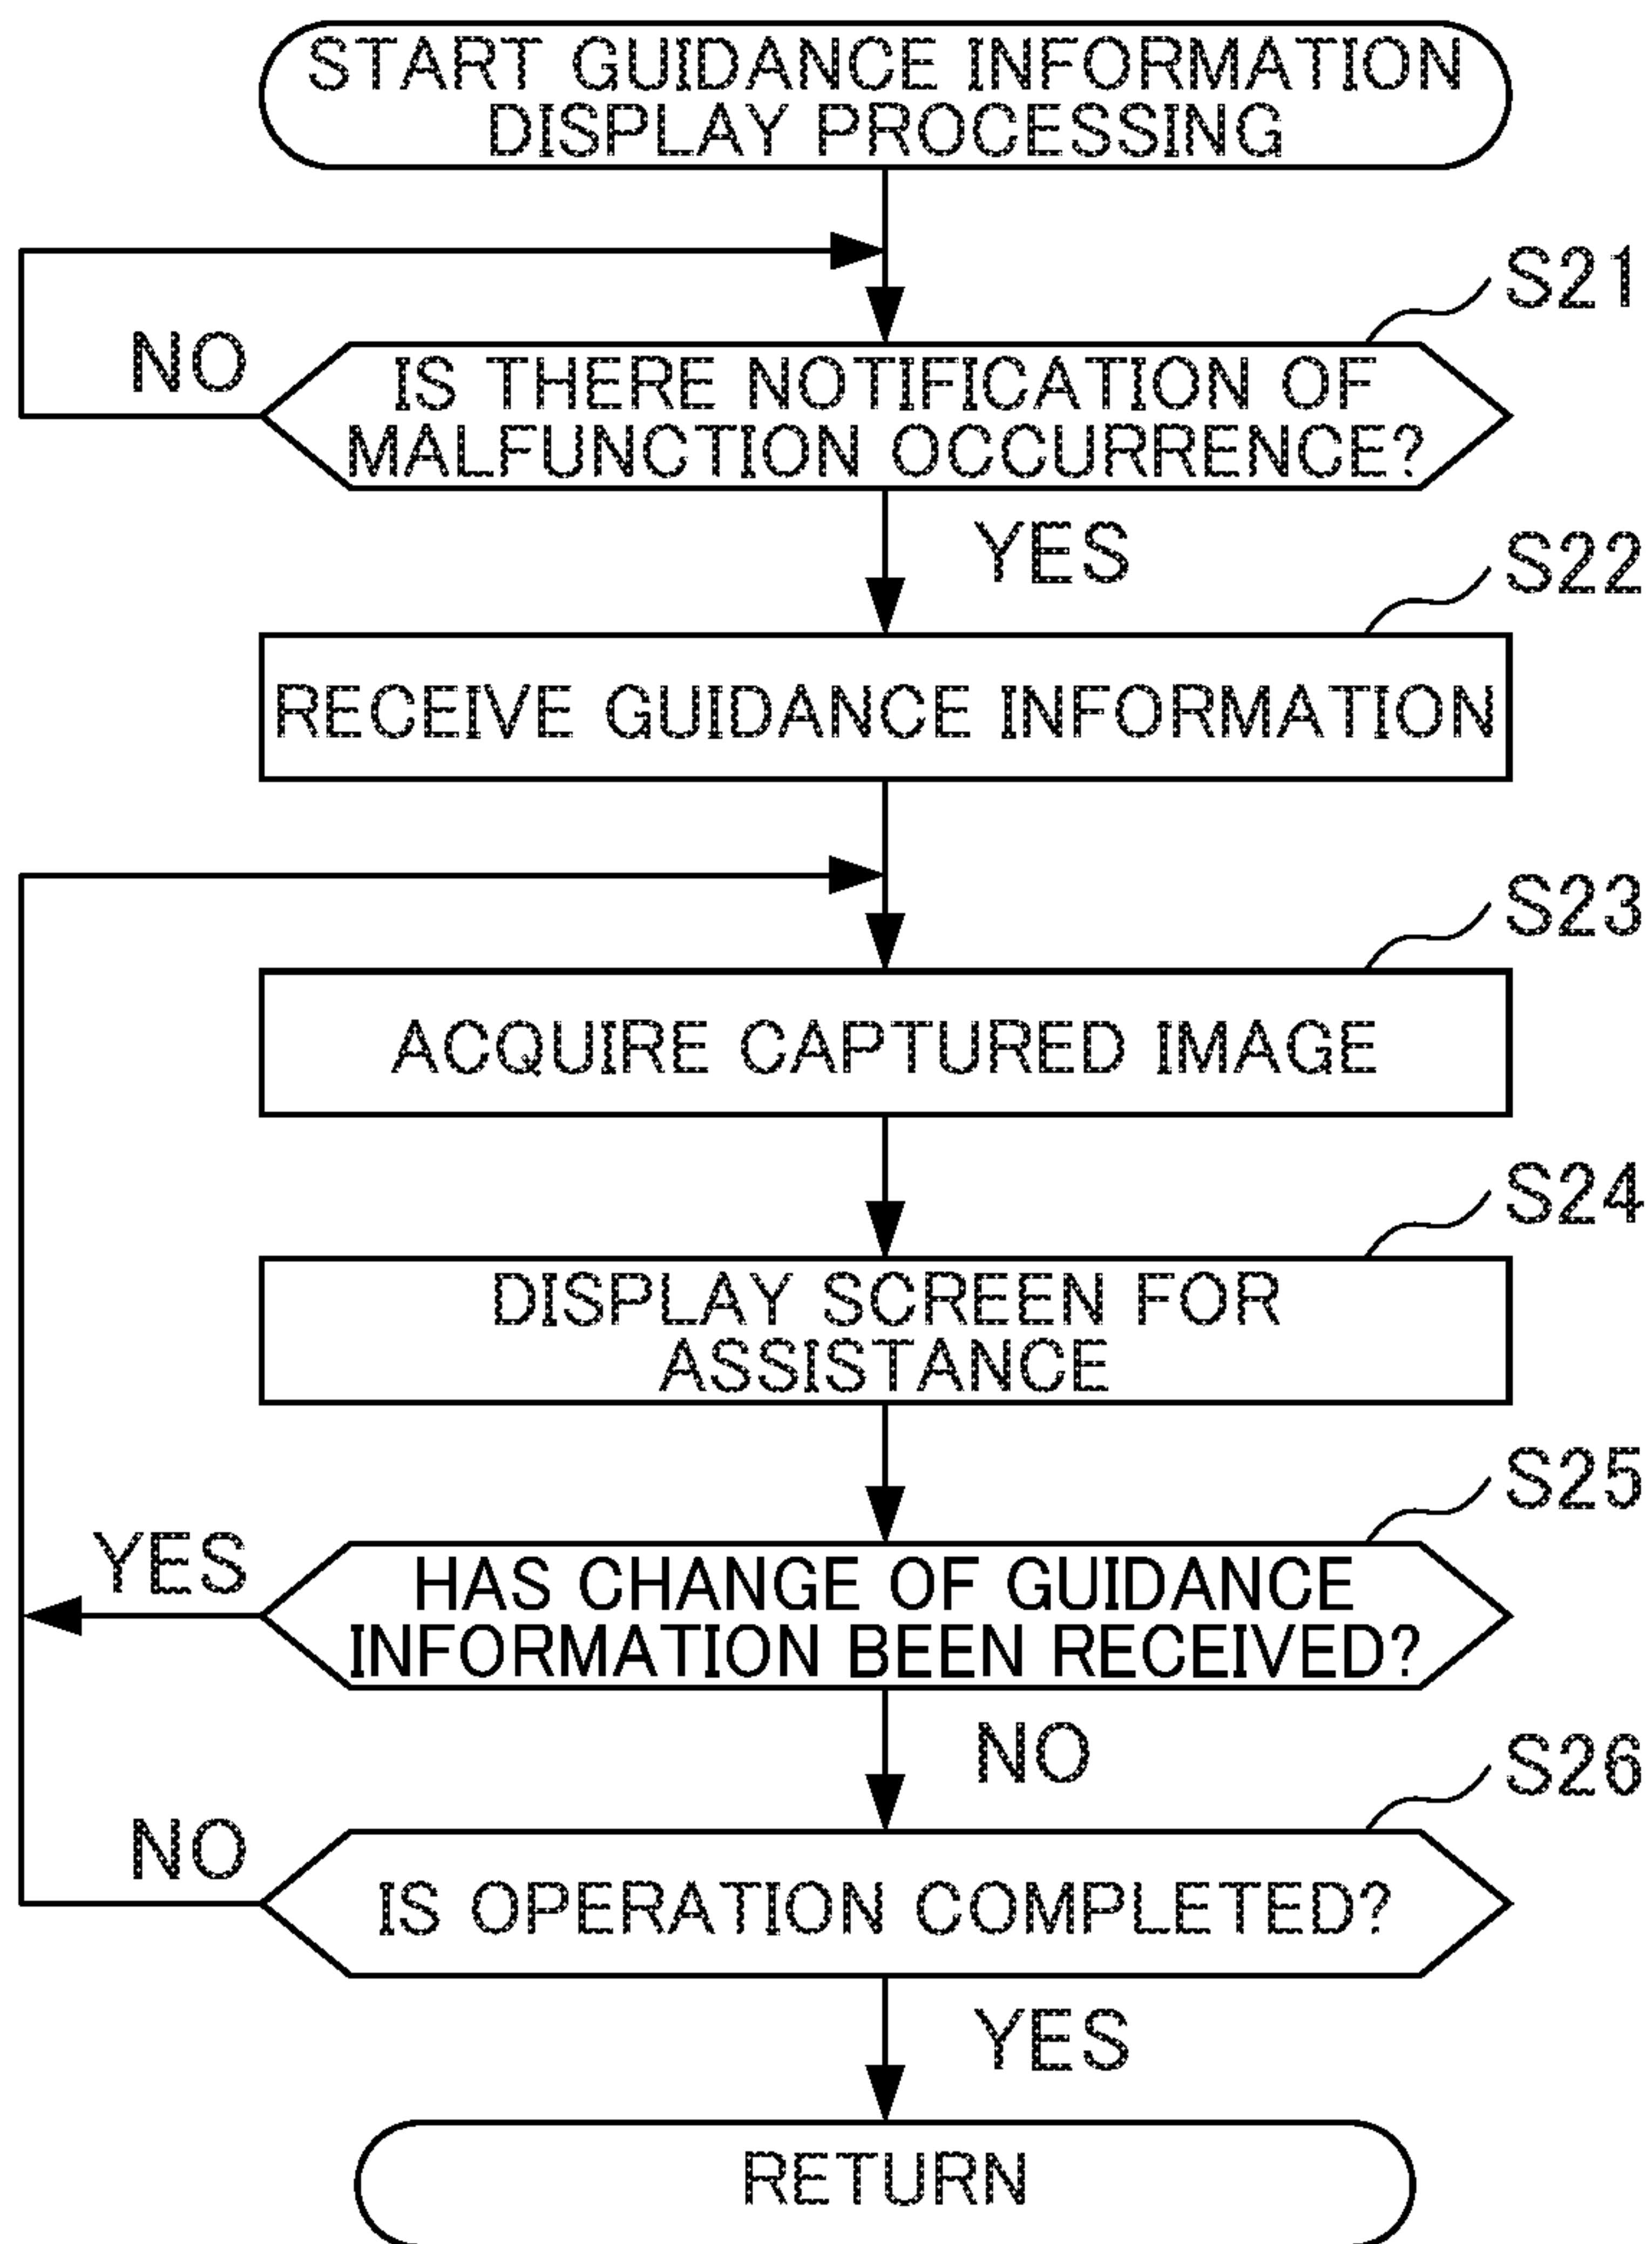 START GUIDANCE INFORMATION
DISPLAY PROCESSING
S21
NO
IS THERE NOTIFICATION OF
MALFUNCTION OCCURRENCE?
YES
S22
RECEIVE GUIDANCE INFORMATION
S23
ACQUIRE CAPTURED IMAGE
S24
DISPLAY SCREEN FOR
ASSISTANCE
S25
YES
HAS CHANGE OF GUIDANCE
INFORMATION BEEN RECEIVED?
NO
S26
NO
IS OPERATION COMPLETED?
YES
RETURN